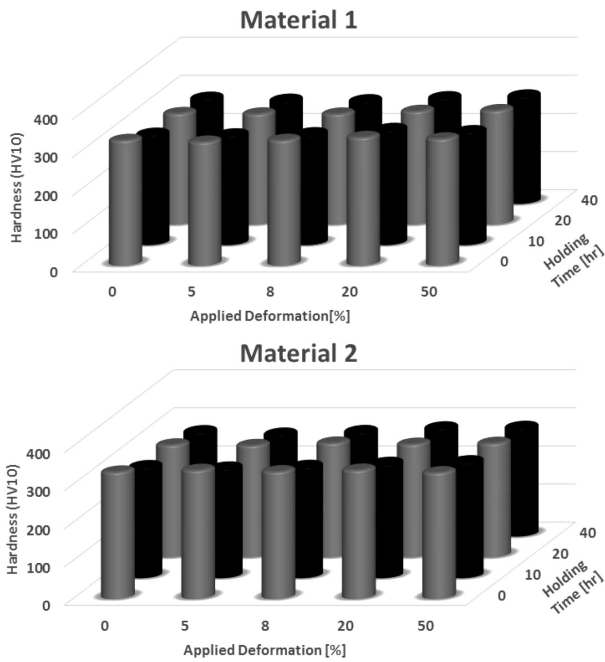 Material 1
400
300
200
100
0
Hardness (HV10)
0 5 8 20 50
Applied Deformation[%]
0 10 20 40
Holding
Time [hr]
Material 2
400
300
200
100
0
Hardness (HV10)
0 5 8 20 50
Applied Deformation [%]
0 10 20 40
Holding
Time [hr]